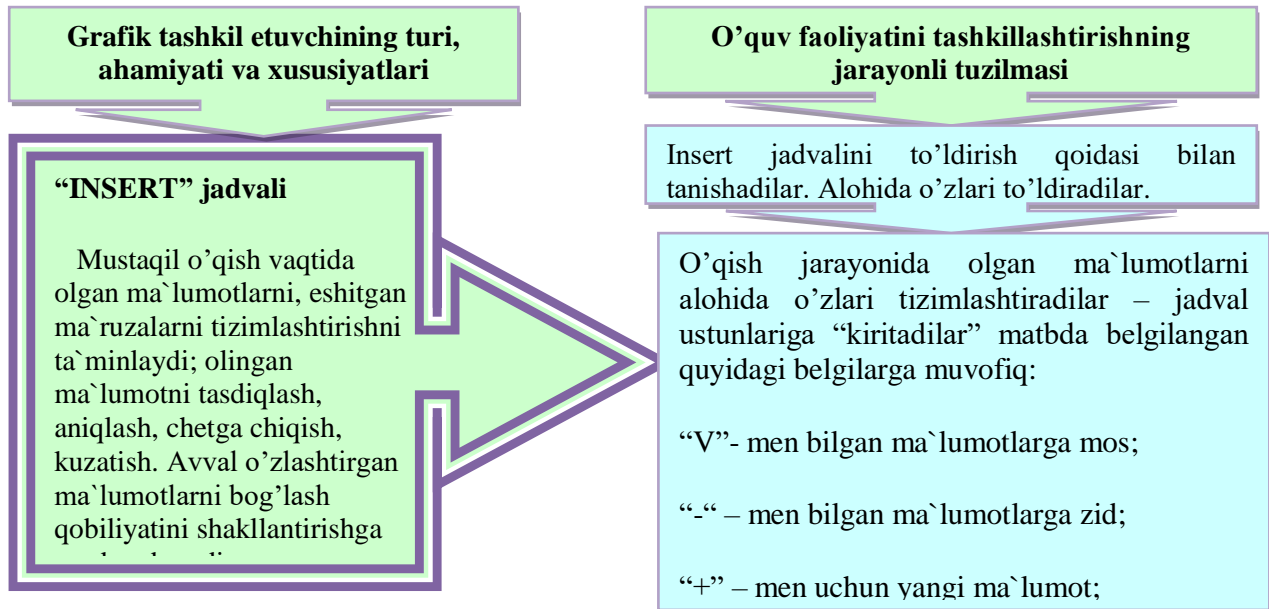 Grafik tashkil etuvchining turi,
ahamiyati va xususiyatlari
“INSERT” jadvali
Mustaqil o’qish vaqtida
olgan ma`lumotlarni, eshitgan
ma`ruzalarni tizimlashtirishni
ta`minlaydi; olingan
ma`lumotni tasdiqlash,
aniqlash, chetga chiqish,
kuzatish. Avval o’zlashtirgan
ma`lumotlarni bog’lash
qobiliyatini shakllantirishga
O’quv faoliyatini tashkillashtirishning
jarayonli tuzilmasi
Insert jadvalini to’ldirish qoidasi bilan
tanishadilar. Alohida o’zlari to’ldiradilar.
O’qish jarayonida olgan ma`lumotlarni
alohida o’zlari tizimlashtiradilar – jadval
ustunlariga “kiritadilar” matbda belgilangan
quyidagi belgilarga muvofiq:
“V”- men bilgan ma`lumotlarga mos;
“-“ – men bilgan ma`lumotlarga zid;
“+” – men uchun yangi ma`lumot;